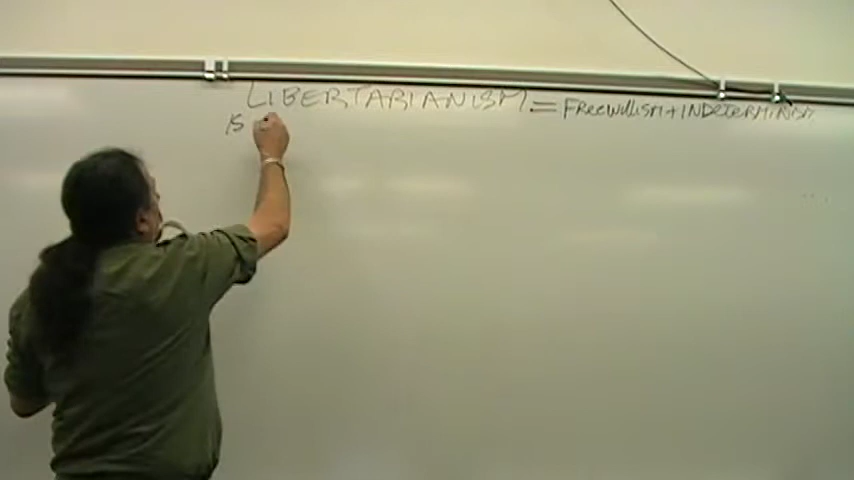 LIBERTARIANISM = FreewillisM + INDeTeRMINISM
IS